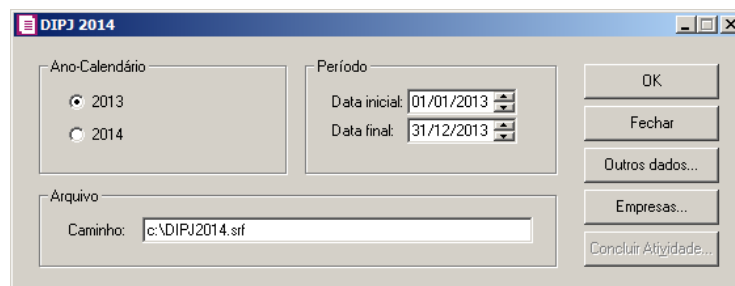 DIPJ 2014
Ano-Calendário
2013
2014
Período
Data inicial: 01/01/2013
Data final: 31/12/2013
Arquivo
Caminho: c:\DIPJ2014.srf
OK
Fechar
Outros dados...
Empresas...
Concluir Atividade...